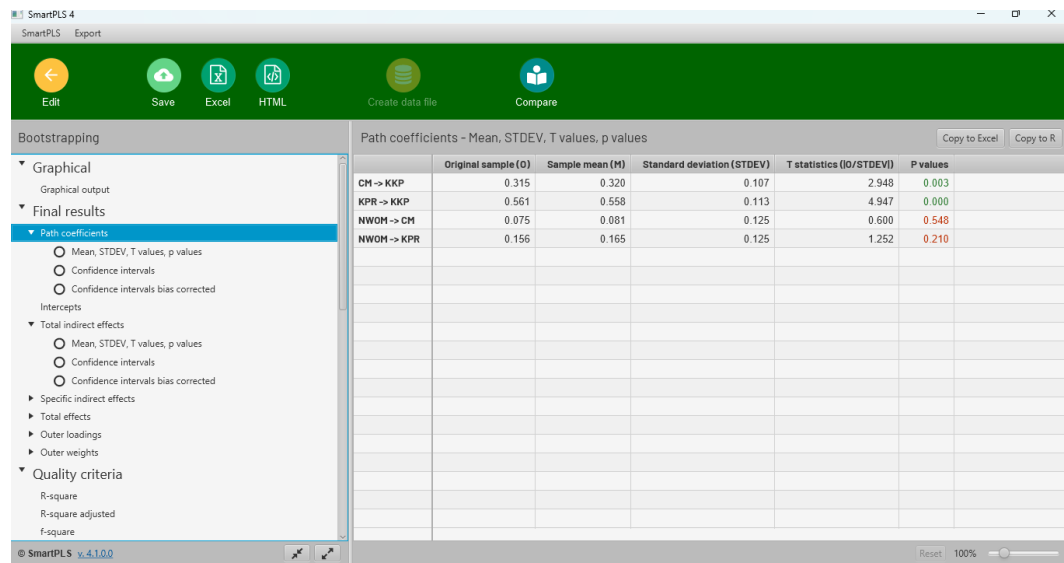 SmartPLS 4
SmartPLS Export
Edit Save Excel HTML Create data file Compare
Bootstrapping
Graphical
Graphical output
Final results
Path coefficients
Mean, STDEV, T values, p values
Confidence intervals
Confidence intervals bias corrected
Intercepts
Total indirect effects
Mean, STDEV, T values, p values
Confidence intervals
Confidence intervals bias corrected
Specific indirect effects
Total effects
Outer loadings
Outer weights
Quality criteria
R-square
R-square adjusted
f-square
© SmartPLS v. 4.1.0.0
Path coefficients - Mean, STDEV, T values, p values Copy to Excel Copy to R
Original sample (O) Sample mean (M) Standard deviation (STDEV) T statistics (|O/STDEV|) P values
CM -> KKP 0.315 0.320 0.107 2.948 0.003
KPR -> KKP 0.561 0.558 0.113 4.947 0.000
NWOM -> CM 0.075 0.081 0.125 0.600 0.548
NWOM -> KPR 0.156 0.165 0.125 1.252 0.210
Reset 100%